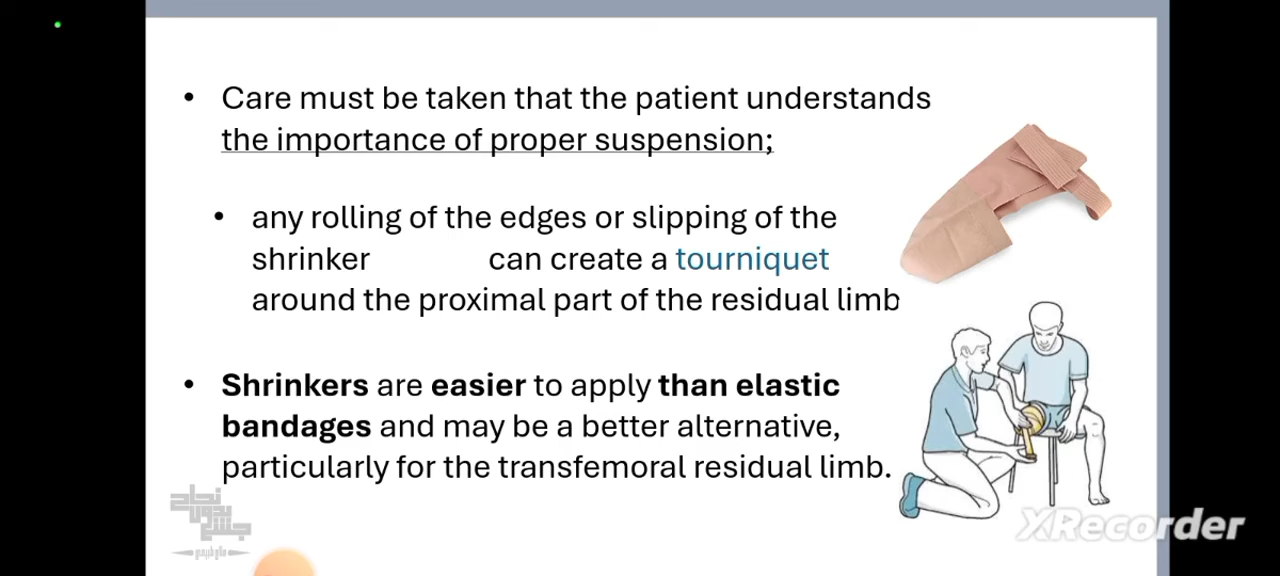 • Care must be taken that the patient understands
the importance of proper suspension;
• any rolling of the edges or slipping of the
shrinker can create a tourniquet
around the proximal part of the residual limb
• Shrinkers are easier to apply than elastic
bandages and may be a better alternative,
particularly for the transfemoral residual limb.
نجاح
بدون
XRecorder